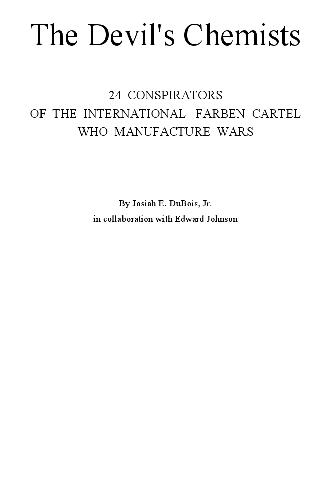 The Devil's Chemists
24 CONSPIRATORS
OF THE INTERNATIONAL FARBEN CARTEL
WHO MANUFACTURE WARS
By Josiah E. DuBois, Jr.
in collaboration with Edward Johnson